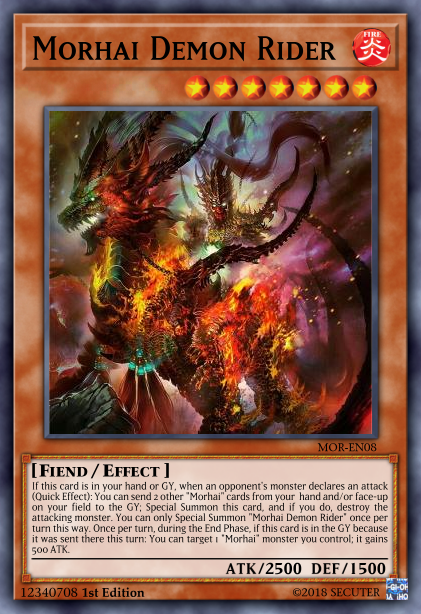 MORHAI DEMON RIDER
FIRE
炎
MOR-EN08
[FIEND / EFFECT ]
If this card is in your hand or GY, when an opponent's monster declares an attack
(Quick Effect): You can send 2 other "Morhai" cards from your hand and/or face-up
on your field to the GY; Special Summon this card, and if you do, destroy the
attacking monster. You can only Special Summon "Morhai Demon Rider" once per
turn this way. Once per turn, during the End Phase, if this card is in the GY because
it was sent there this turn: You can target 1 "Morhai" monster you control; it gains
500 ATK.
ATK/2500 DEF/1500
12340708 1st Edition
©2018 SECUTER